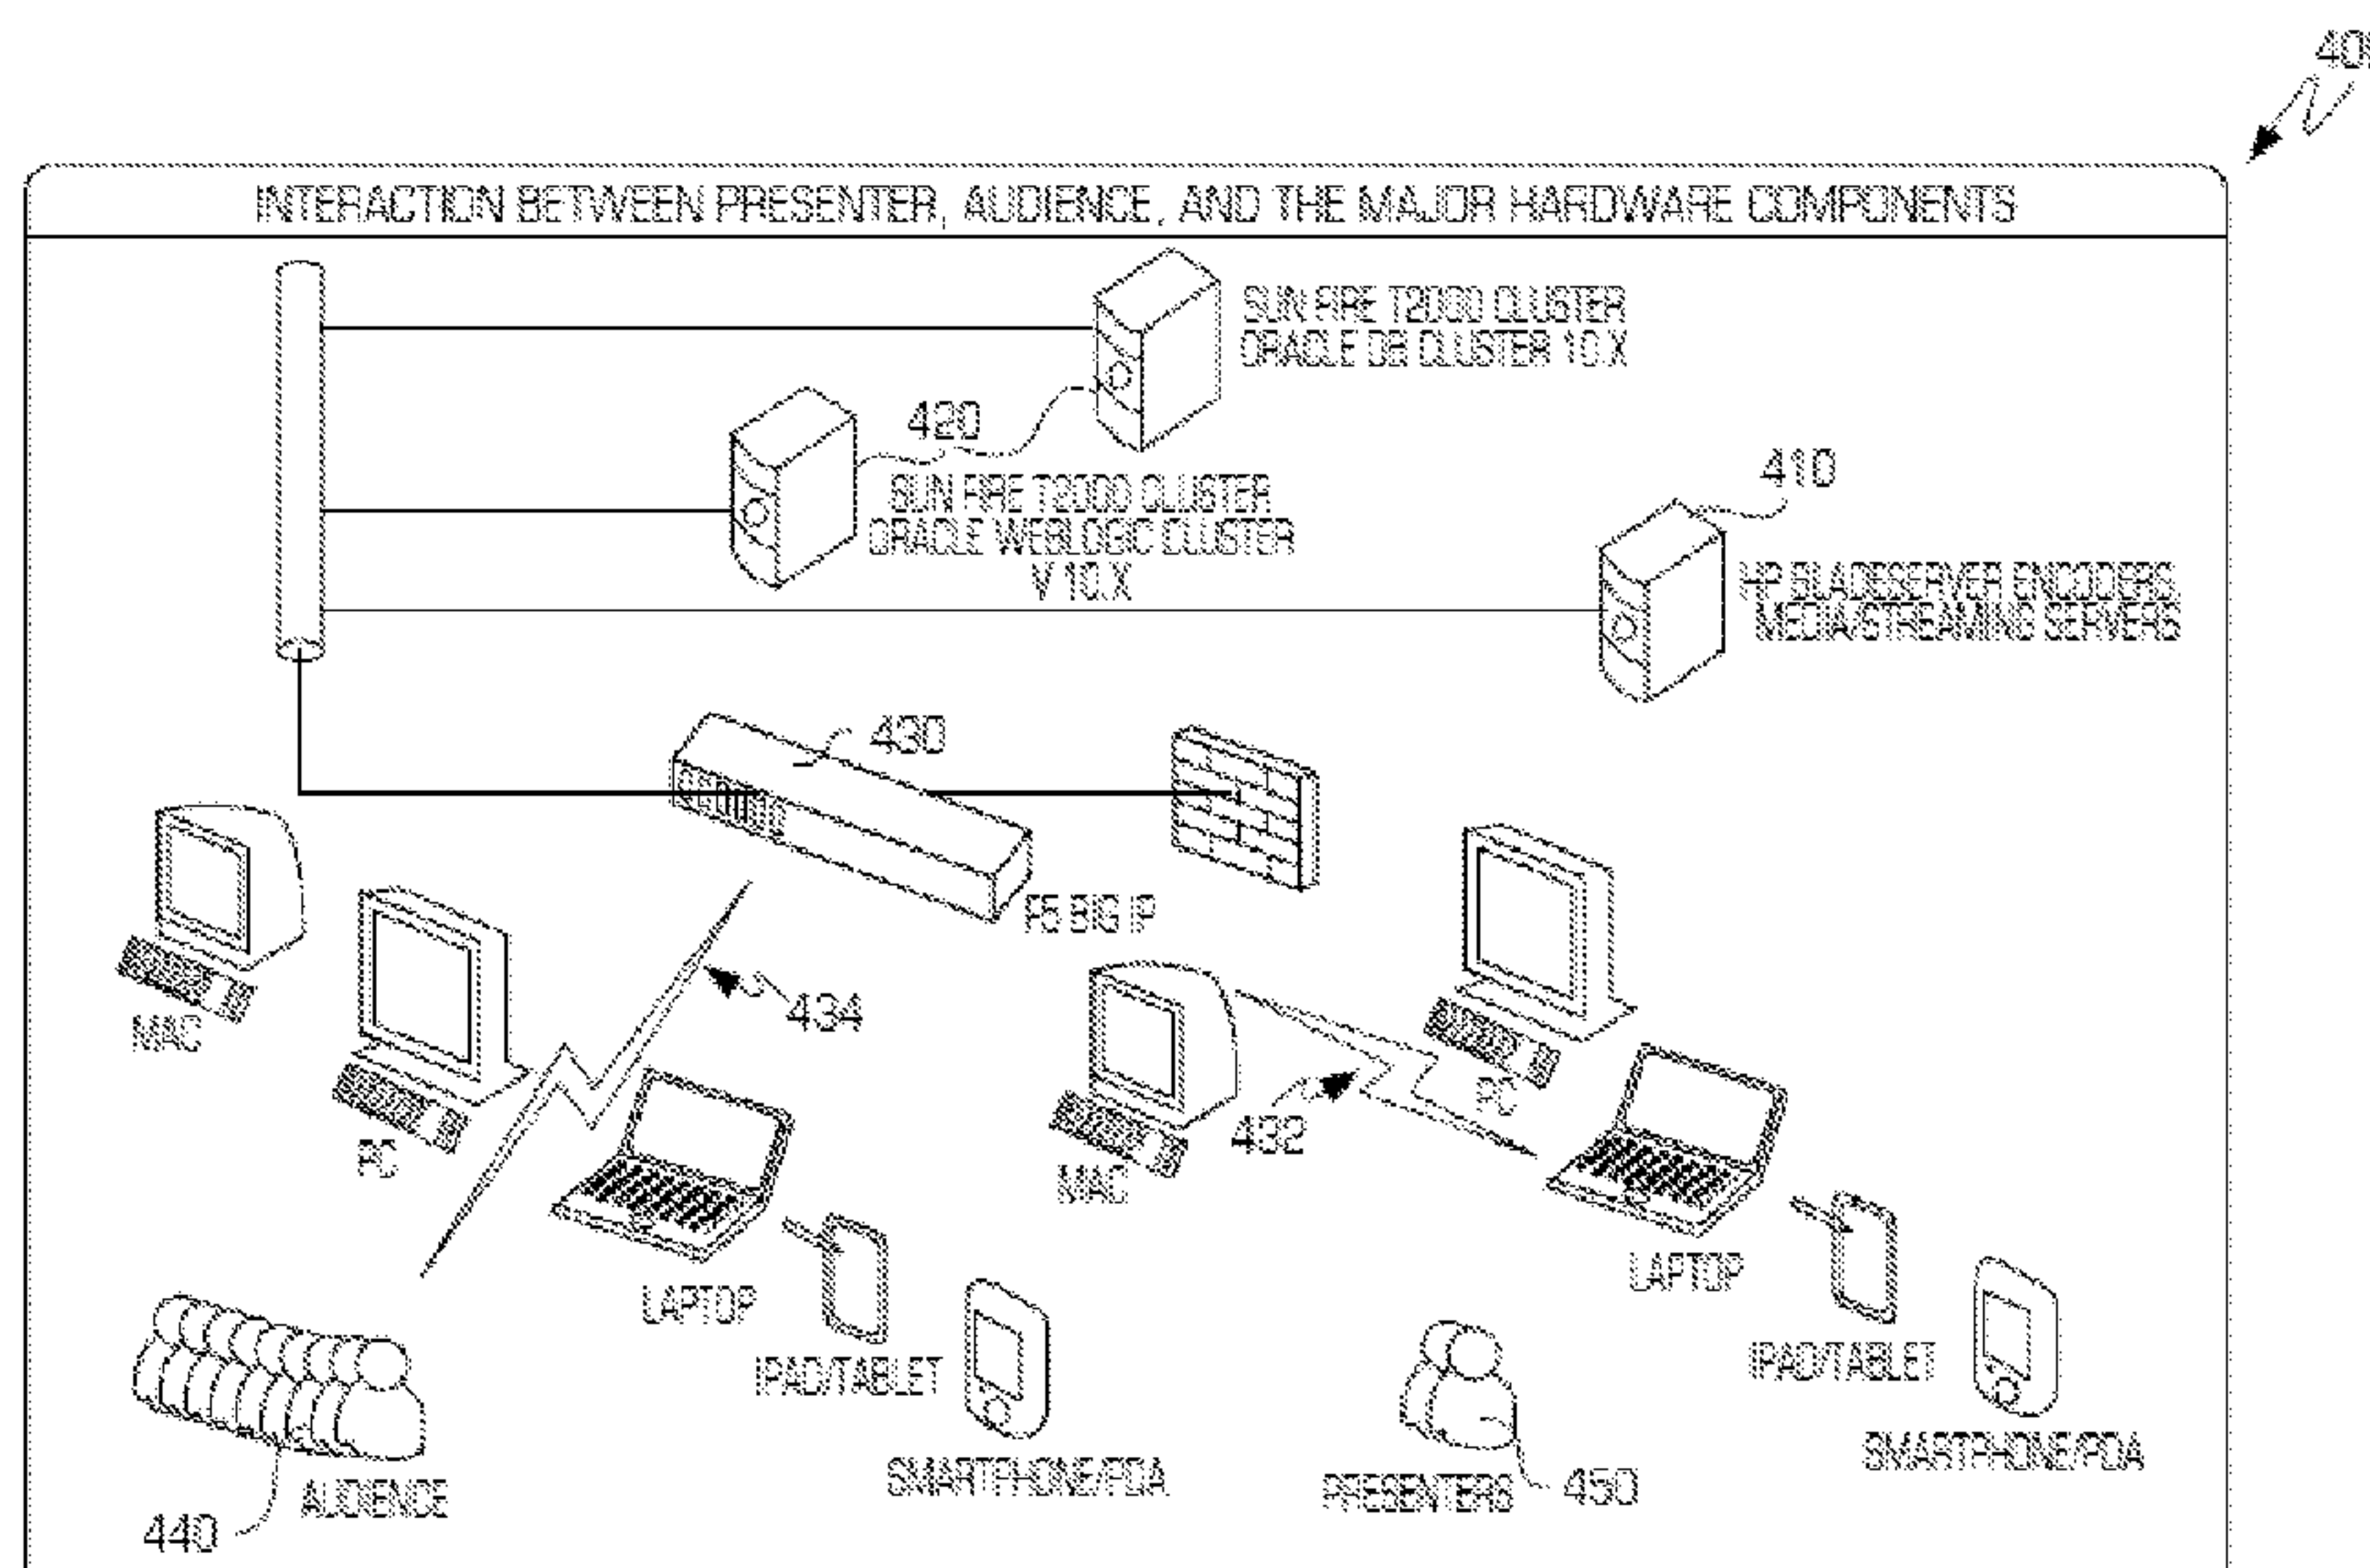 INTERACTION BETWEEN PRESENTER, AUDIENCE, AND THE MAJOR HARDWARE COMPONENTS
SUN FIRE T2000 CLUSTER
ORACLE DB CLUSTER 10.X
420
SUN FIRE T2000 CLUSTER
ORACLE WEBLOGIC CLUSTER
V 10.X
410
HP BLADESERVER ENCODERS
MEDIA/STREAMING SERVERS
430
F5 BIG IP
MAC
434
PC
432
PC
MAC
LAPTOP
LAPTOP
IPAD/TABLET
IPAD/TABLET
SMARTPHONE/PDA
SMARTPHONE/PDA
AUDIENCE
440
PRESENTERS
450